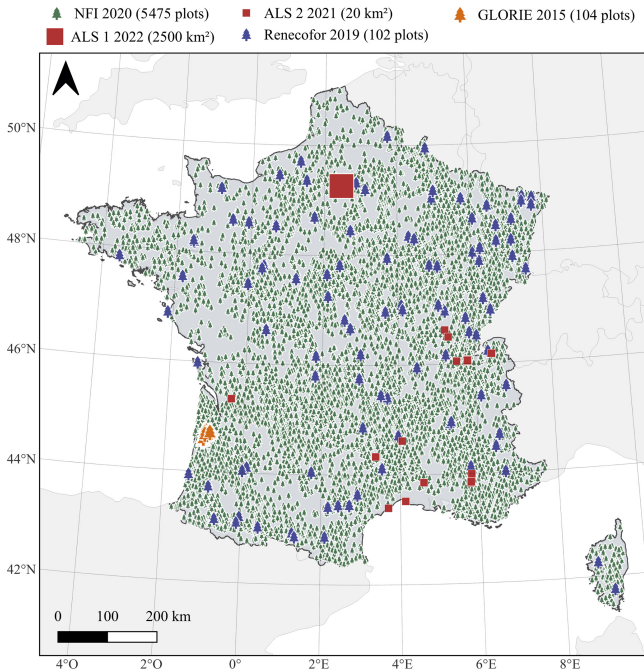 NFI 2020 (5475 plots) ALS 2 2021 (20 km²) GLORIE 2015 (104 plots)
ALS 1 2022 (2500 km²) Renecofor 2019 (102 plots)
50°N
48°N
46°N
44°N
42°N
0 100 200 km
4°O 2°O 0° 2°E 4°E 6°E 8°E